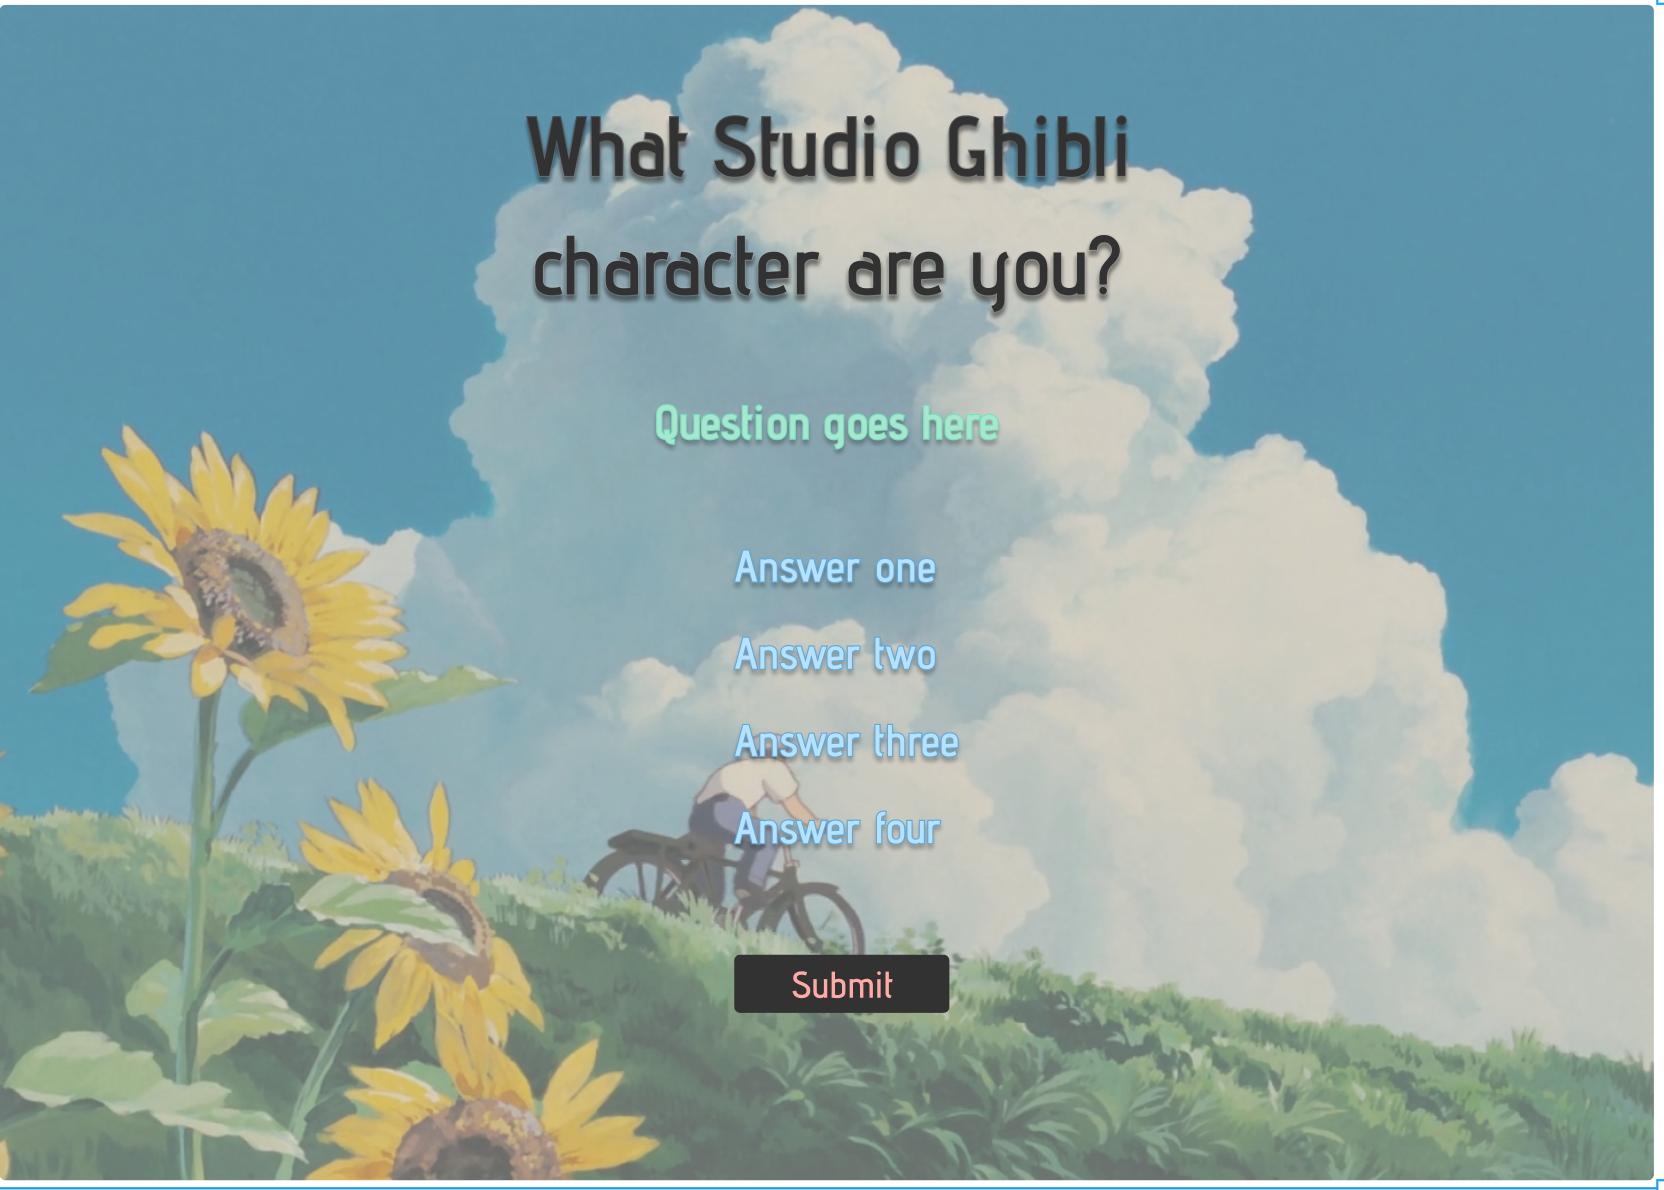 What Studio Ghibli
character are you?
Question goes here
Answer one
Answer two
Answer three
Answer four
Submit